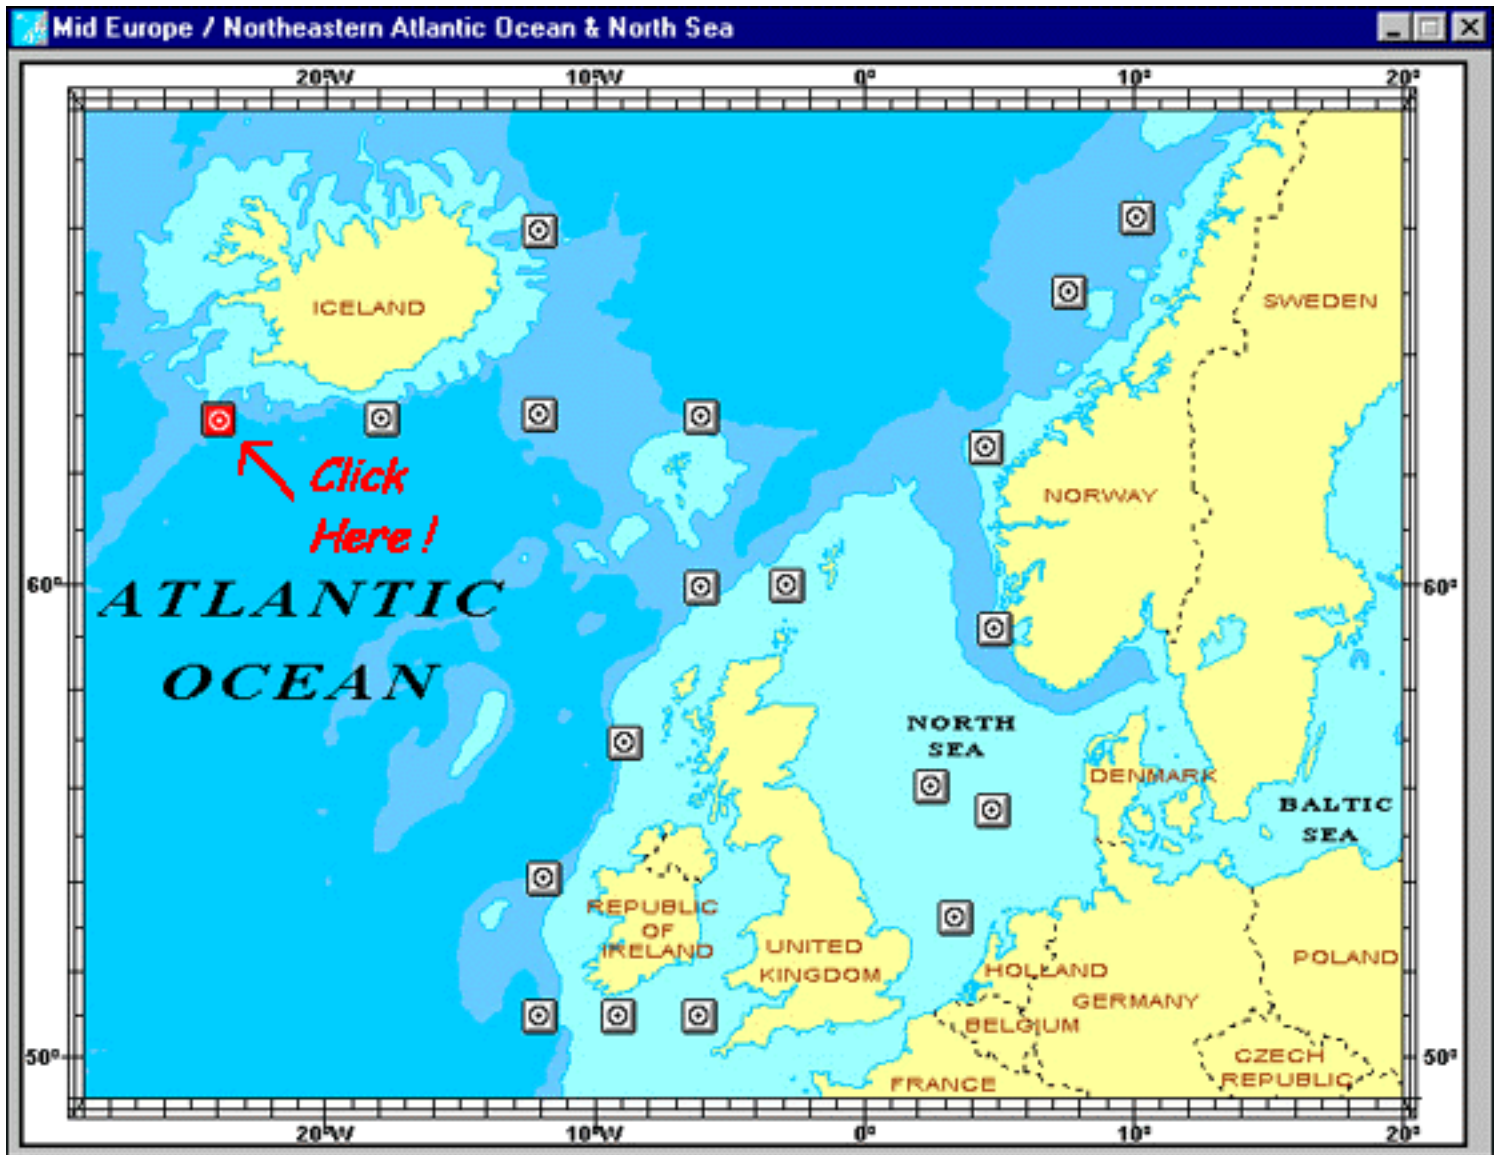 Mid Europe / Northeastern Atlantic Ocean & North Sea
20°W 10°W 0° 10° 20°
ICELAND
SWEDEN
Click
Here !
NORWAY
60° 60°
ATLANTIC
OCEAN
NORTH
SEA
DENMARK
BALTIC
SEA
REPUBLIC
OF
IRELAND
UNITED
KINGDOM
HOLLAND
POLAND
GERMANY
BELGIUM
50° 50°
CZECH
REPUBLIC
FRANCE
20°W 10°W 0° 10° 20°